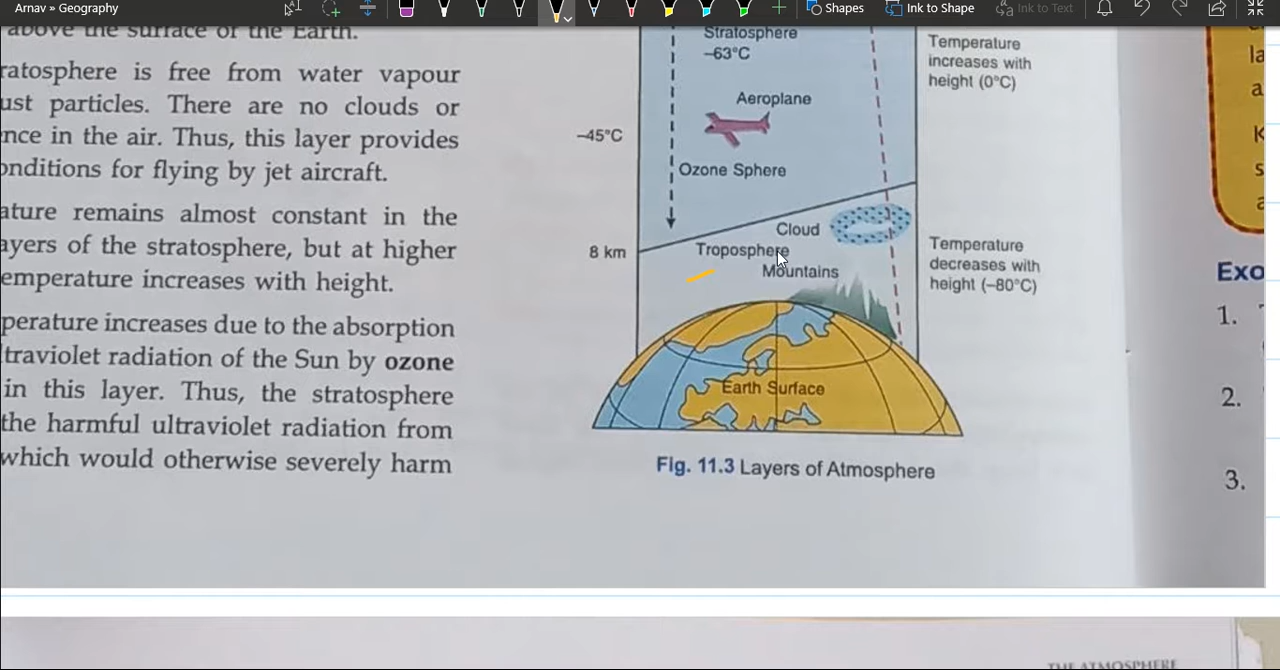 Arnav » Geography
Shapes
Ink to Shape
Ink to Text
above the surface of the Earth.
ratosphere is free from water vapour
ust particles. There are no clouds or
nce in the air. Thus, this layer provides
onditions for flying by jet aircraft.
ature remains almost constant in the
ayers of the stratosphere, but at higher
emperature increases with height.
perature increases due to the absorption
traviolet radiation of the Sun by ozone
in this layer. Thus, the stratosphere
the harmful ultraviolet radiation from
which would otherwise severely harm
Stratosphere
–63°C
Aeroplane
–45°C
Ozone Sphere
Cloud
8 km
Troposphere
Mountains
Earth Surface
Temperature
increases with
height (0°C)
Temperature
decreases with
height (–80°C)
Fig. 11.3 Layers of Atmosphere
la
a
K
s
a
Exo
1.
2.
3.
THE ATMOSPHERE